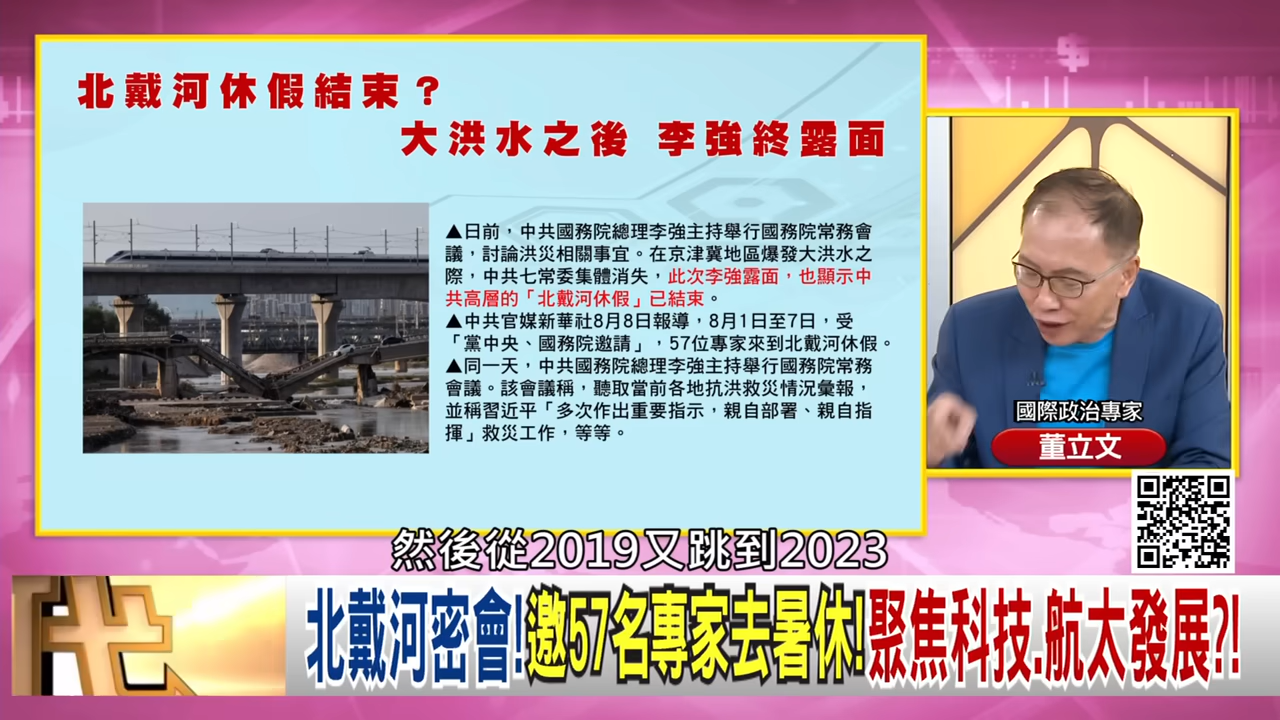 北戴河休假結束？
大洪水之後 李強終露面
▲日前，中共國務院總理李強主持舉行國務院常務會
議，討論洪災相關事宜。在京津冀地區爆發大洪水之
際，中共七常委集體消失，此次李強露面，也顯示中
共高層的「北戴河休假」已結束。
▲中共官媒新華社8月8日報導，8月1日至7日，受
「黨中央、國務院邀請」，57位專家來到北戴河休假。
▲同一天，中共國務院總理李強主持舉行國務院常務
會議。該會議稱，聽取當前各地抗洪救災情況彙報，
並稱習近平「多次作出重要指示，親自部署、親自指
揮」救災工作，等等。
國際政治專家
董立文
然後從2019又跳到2023
北戴河密會!邀57名專家去暑休!聚焦科技.航太發展?!